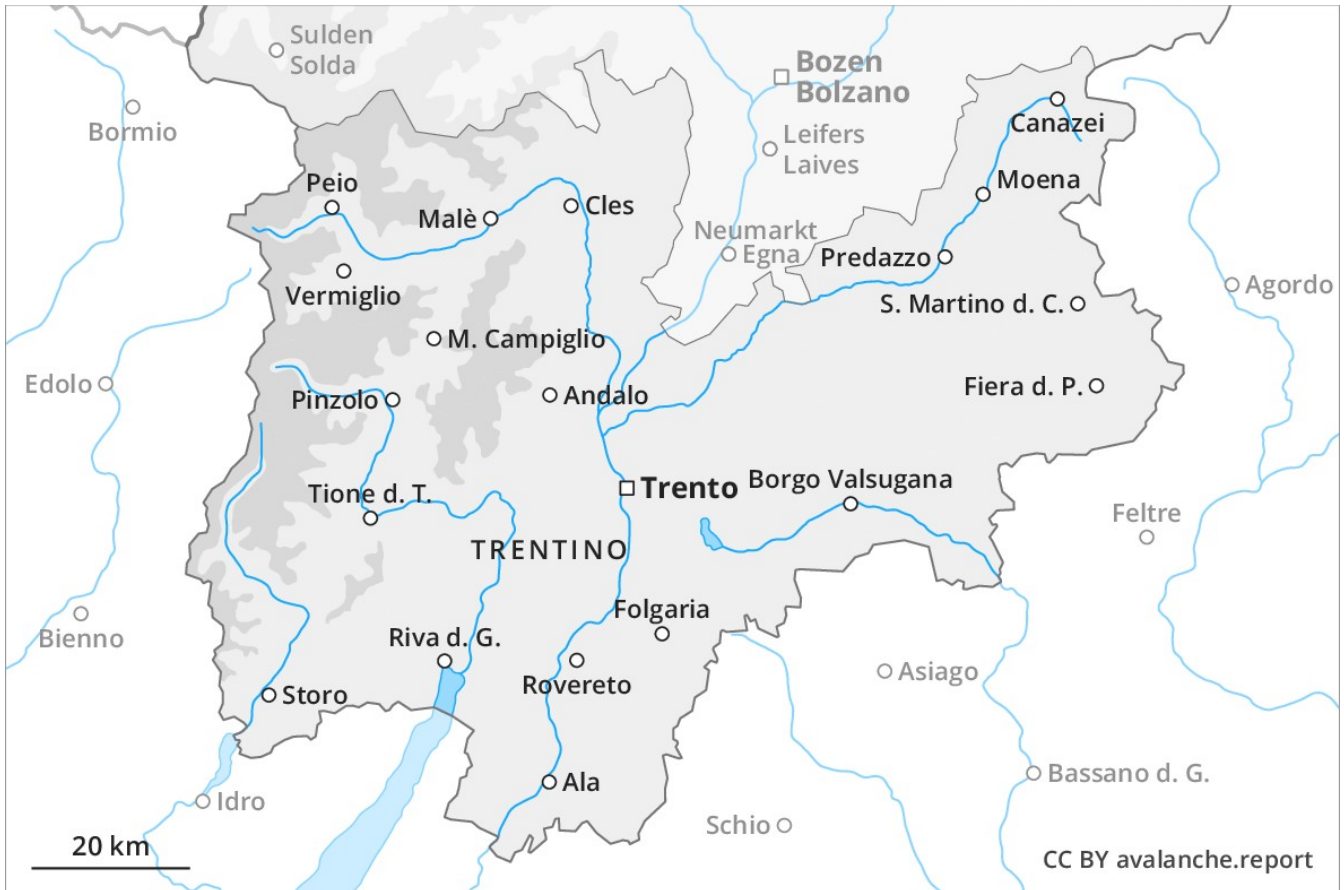 Sulden
Solda
Bozen
Bolzano
Bormio
Leifers
Laives
Canazei
Peio
Moena
Malè
Cles
Neumarkt
Egna
Predazzo
Vermiglio
Agordo
S. Martino d. C.
M. Campiglio
Edolo
Pinzolo
Andalo
Fiera d. P.
Tione d. T.
Trento
Borgo Valsugana
Feltre
TRENTINO
Folgaria
Bienno
Riva d. G.
Asiago
Rovereto
Storo
Bassano d. G.
Ala
Idro
Schio
20 km
CC BY avalanche.report